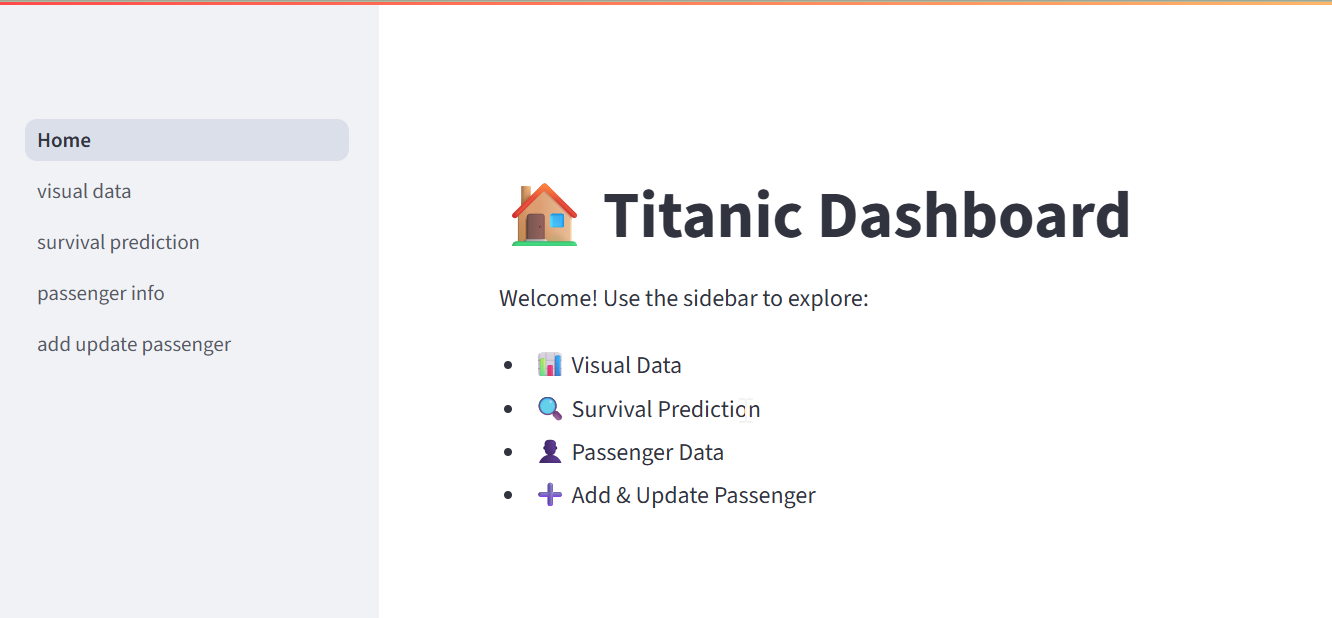 Home
visual data
survival prediction
passenger info
add update passenger
Titanic Dashboard
Welcome! Use the sidebar to explore:
Visual Data
Survival Prediction
Passenger Data
Add & Update Passenger